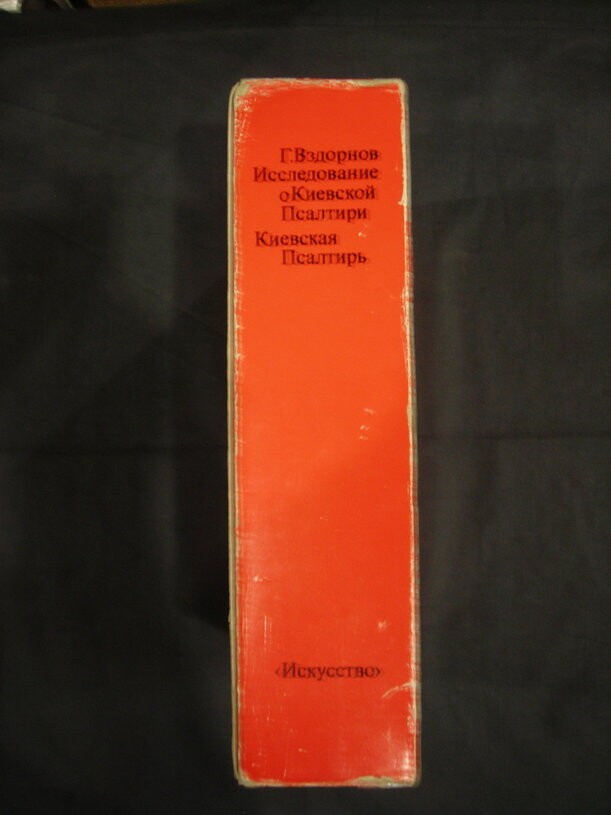 Г.Вздорнов
Исследование
о Киевской
Псалтири
Киевская
Псалтирь
‹Искусство›